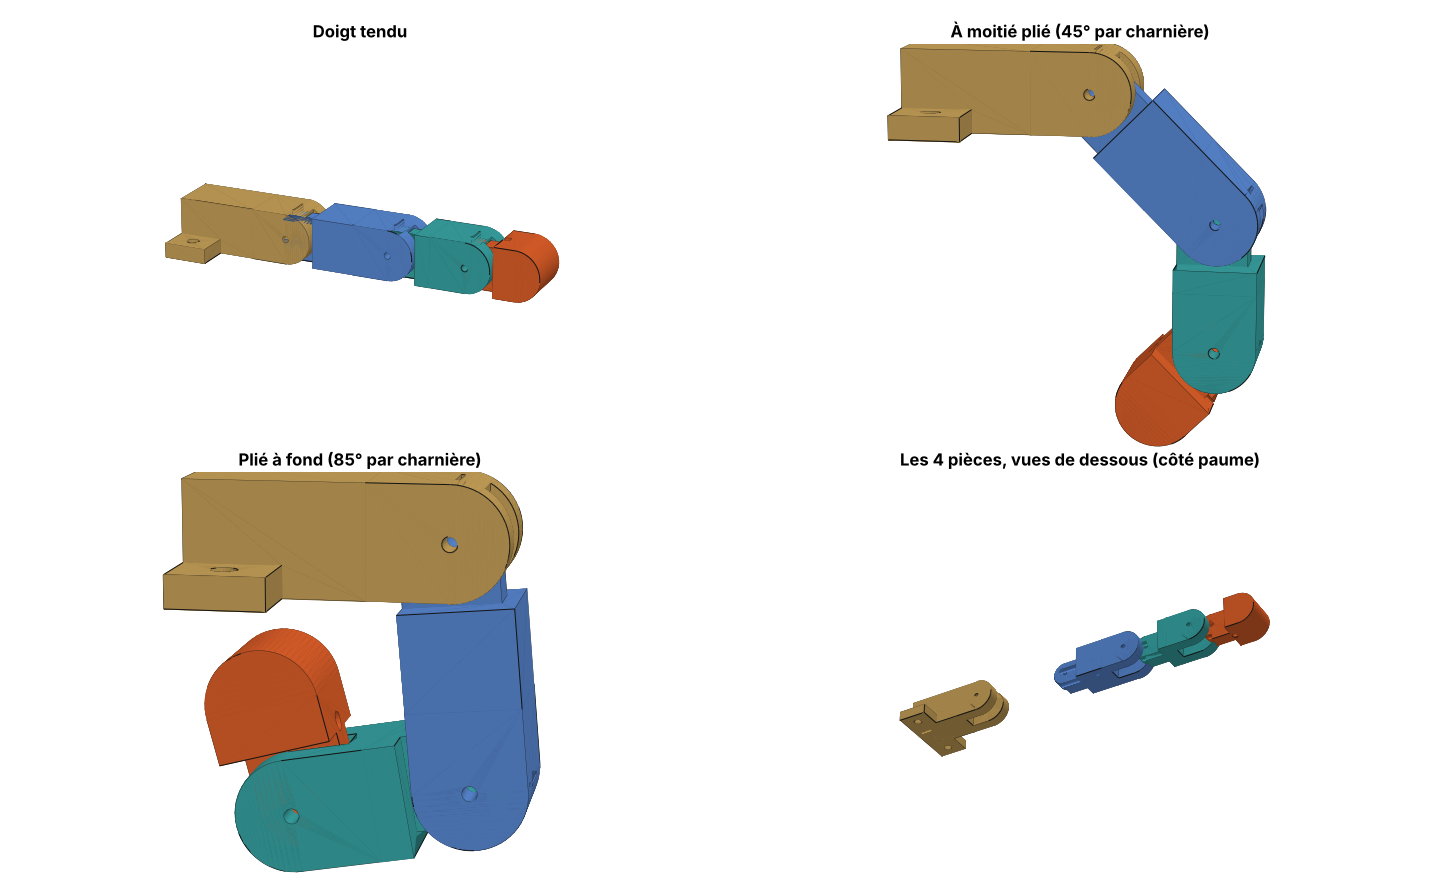 Doigt tendu
À moitié plié (45° par charnière)
Plié à fond (85° par charnière)
Les 4 pièces, vues de dessous (côté paume)